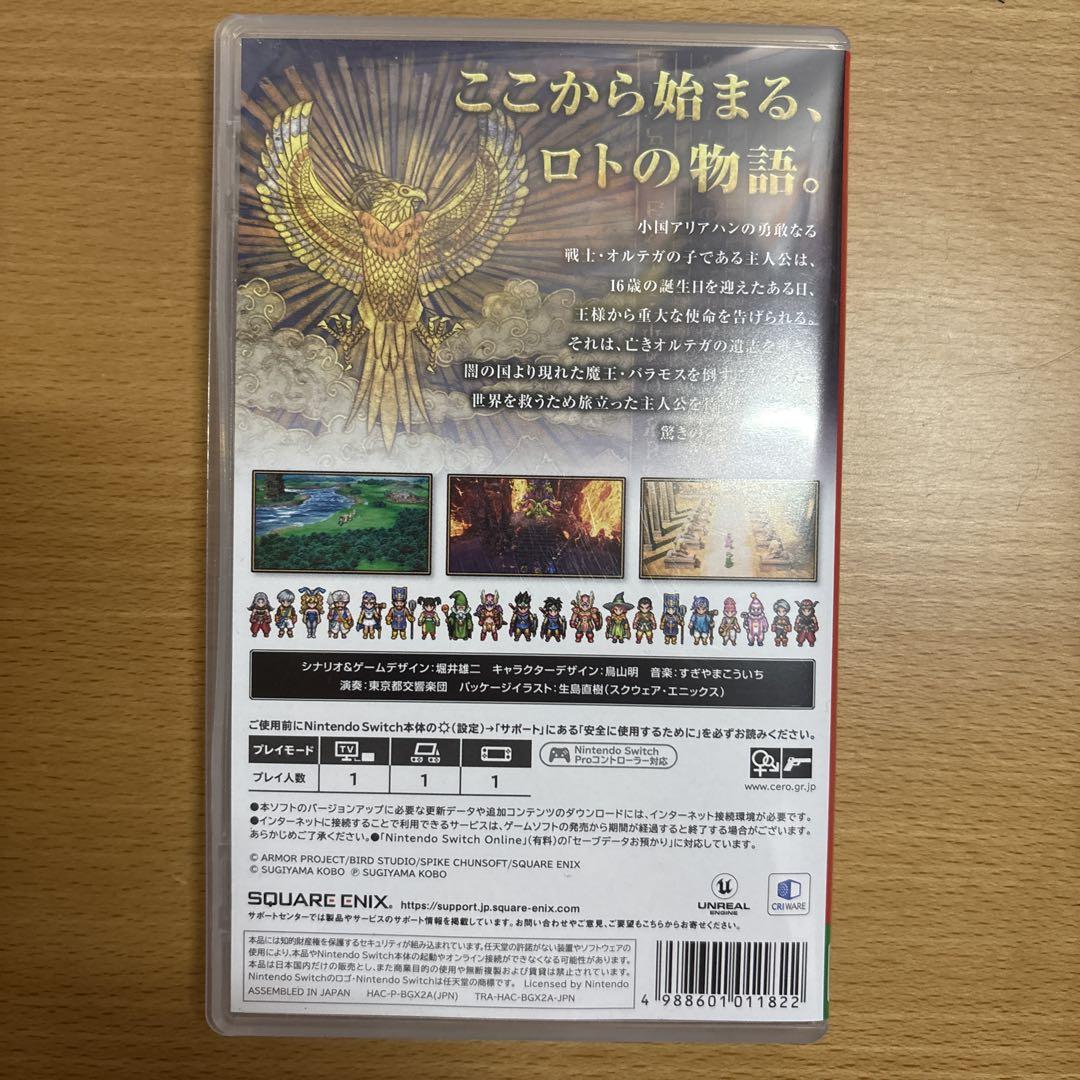 ここから始まる、
ロトの物語。
小国アリアハンの勇敢なる
戦士・オルテガの子である主人公は、
16歳の誕生日を迎えたある日、
王様から重大な使命を告げられる。
それは、亡きオルテガの遺志を
闇の国より現れた魔王・バラモスを倒す
世界を救うため旅立った主人公を
驚きの
シナリオ&ゲームデザイン:堀井雄二 キャラクターデザイン:鳥山明 音楽:すぎやまこういち
演奏:東京都交響楽団 パッケージイラスト:生島直樹(スクウェア・エニックス)
ご使用前にNintendo Switch本体の(設定)→「サポート」にある「安全に使用するために」を必ずお読みください。
プレイモード TV
Nintendo Switch
Proコントローラー対応
プレイ人数 1 1 1
www.cero.gr.jp
●本ソフトのバージョンアップに必要な更新データや追加コンテンツのダウンロードには、インターネット接続環境が必要です。
●インターネットに接続することで利用できるサービスは、ゲームソフトの発売から期間が経過すると終了する場合がございます。
あらかじめご了承ください。●「Nintendo Switch Online」(有料)の「セーブデータお預かり」に対応しています。
© ARMOR PROJECT/BIRD STUDIO/SPIKE CHUNSOFT/SQUARE ENIX
© SUGIYAMA KOBO ℗ SUGIYAMA KOBO
SQUARE ENIX. https://support.jp.square-enix.com
UNREAL
ENGINE
CRIWARE
サポートセンターでは製品やサービスのサポート情報を掲載しています。お問い合わせやご意見、ご要望もこちらからお寄せください。
本品には知的財産権を保護するセキュリティが組み込まれています。任天堂の許諾がない装置やソフトウェアの
使用により、本品やNintendo Switch本体の起動やオンライン接続ができなくなる可能性があります。
本品は日本国内だけの販売とし、また商業目的の使用や無断複製および賃貸は禁止されています。
Nintendo Switchのロゴ・Nintendo Switchは任天堂の商標です。 Licensed by Nintendo
ASSEMBLED IN JAPAN HAC-P-BGX2A(JPN) TRA-HAC-BGX2A-JPN
4 988601 011822